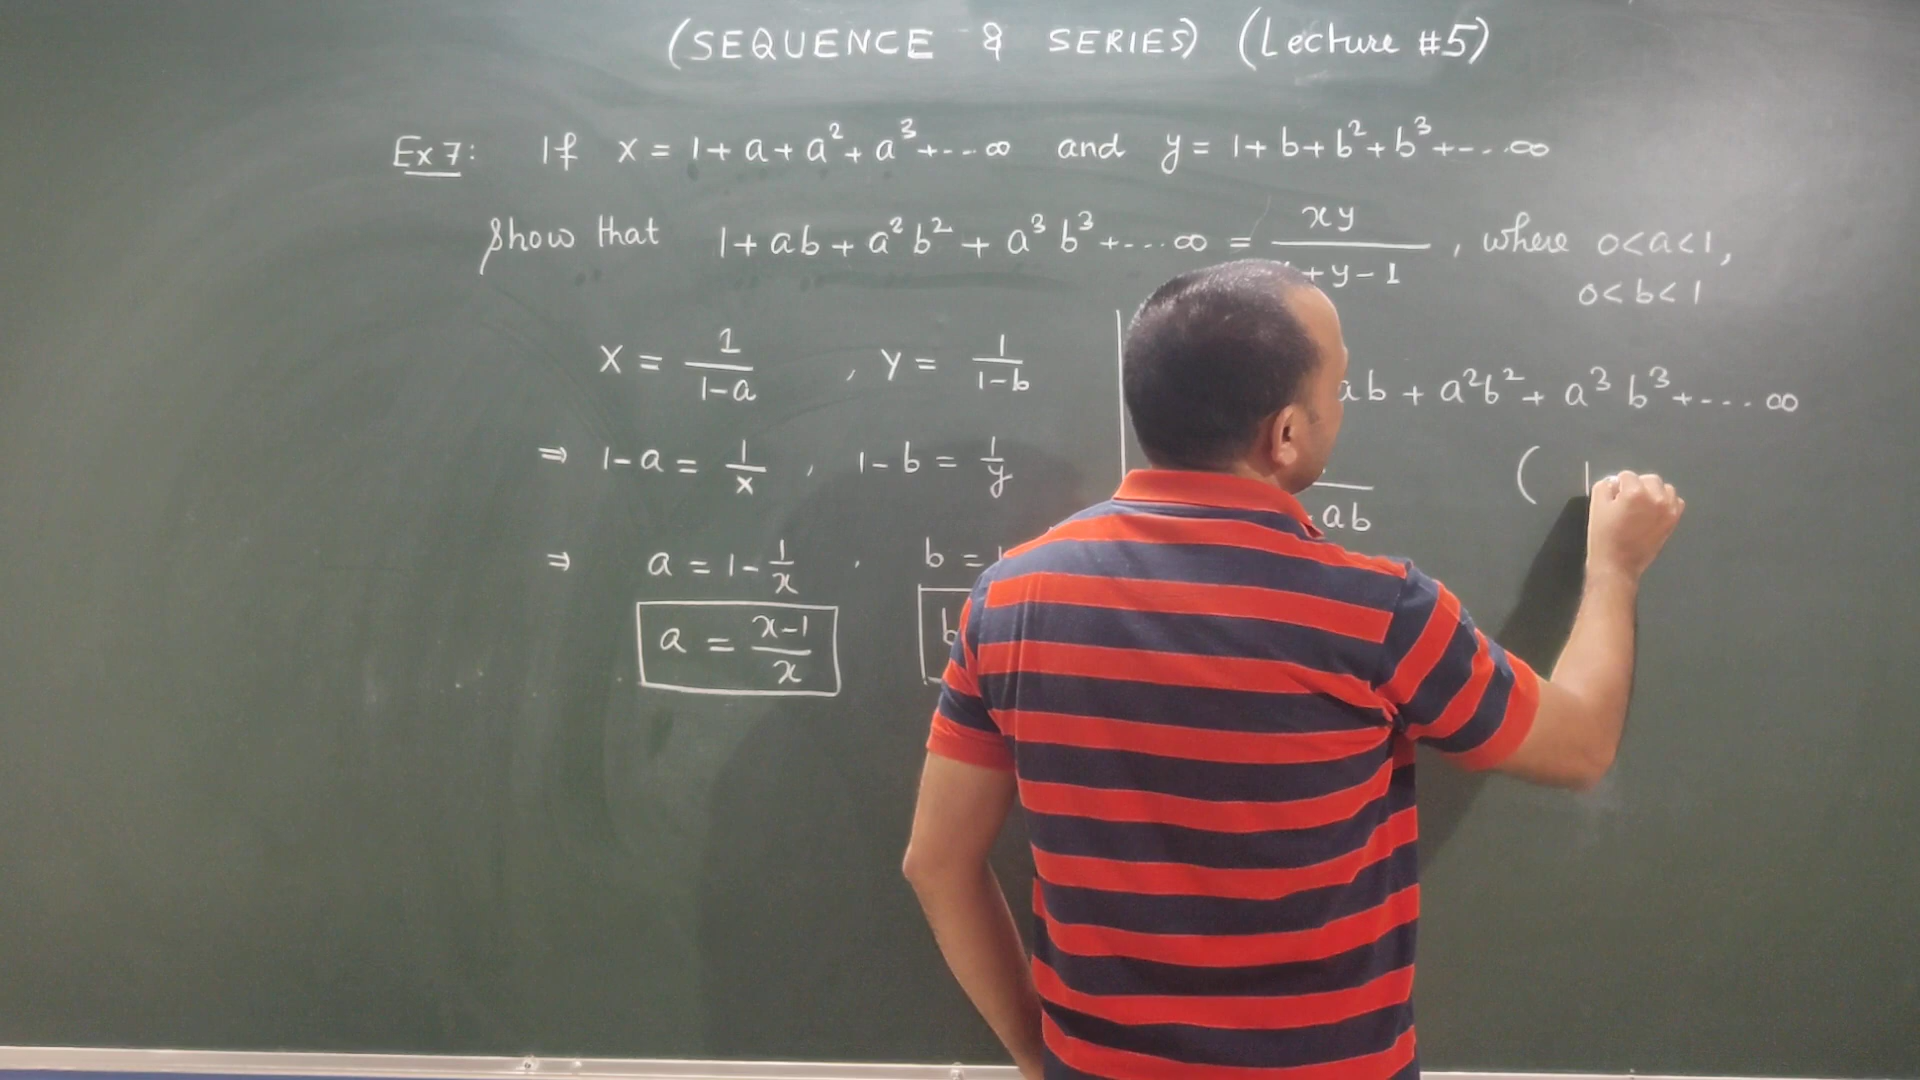 (SEQUENCE & SERIES) (Lecture #5)
Ex 7: If x = 1 + a + a² + a³ + --- ∞ and y = 1 + b + b² + b³ + --- ∞
Show that 1 + ab + a²b² + a³b³ + --- ∞ = xy / +y-1 , where 0<a<1,
0<b<1
X = 1/(1-a) , Y = 1/(1-b)
⇒ 1-a = 1/x , 1-b = 1/y
⇒ a = 1 - 1/x , b =
a = (x-1)/x b
ab + a²b² + a³b³ + ---- ∞
ab
( 1